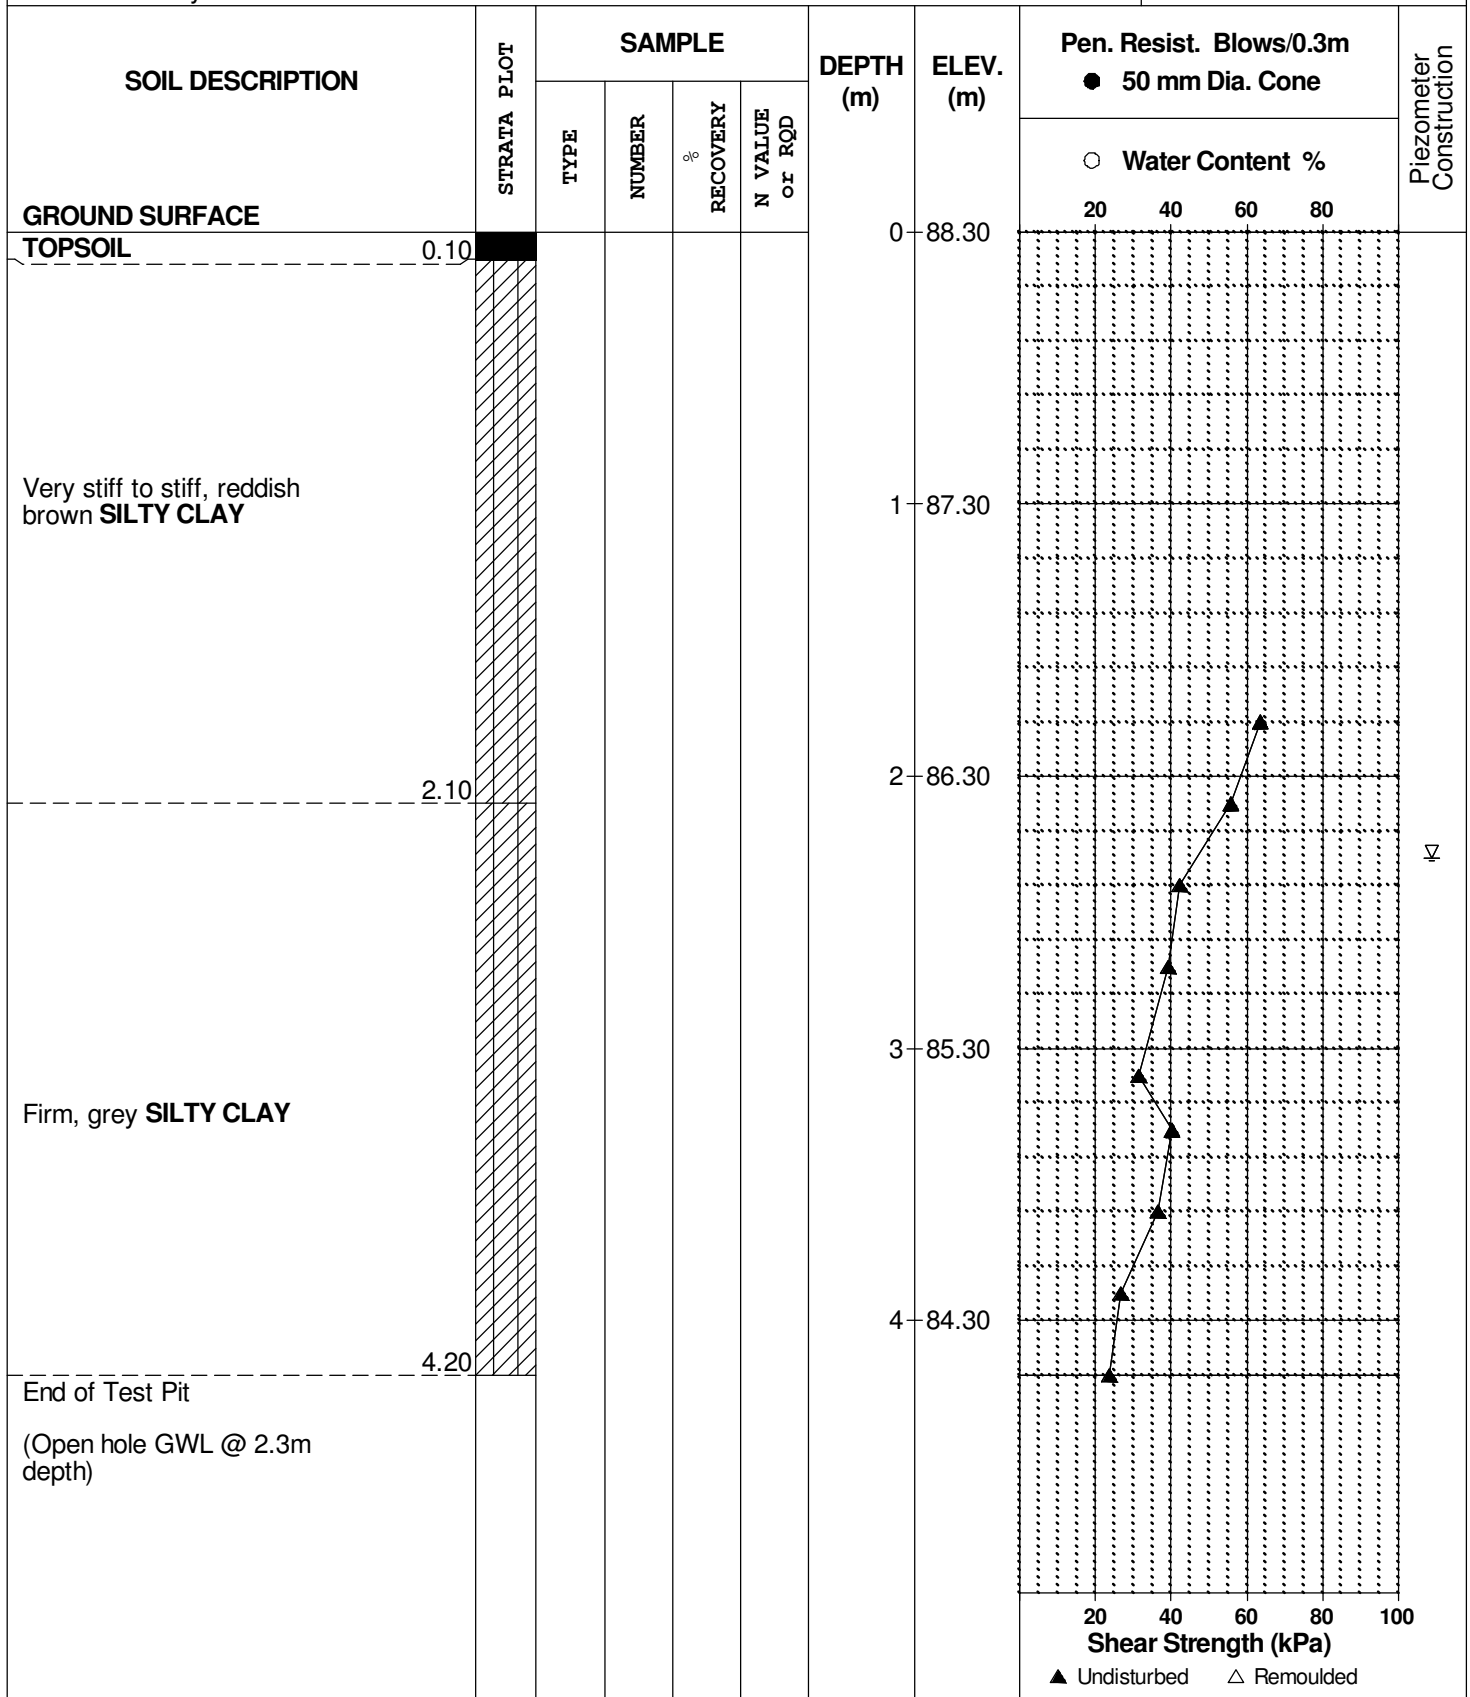 SOIL DESCRIPTION
STRATA PLOT
SAMPLE
TYPE
NUMBER
%
RECOVERY
N VALUE
or RQD
DEPTH
(m)
ELEV.
(m)
Pen. Resist. Blows/0.3m
● 50 mm Dia. Cone
○ Water Content %
20 40 60 80
Piezometer
Construction
GROUND SURFACE
TOPSOIL 0.10
0 88.30
Very stiff to stiff, reddish
brown SILTY CLAY
1 87.30
2 86.30
2.10
3 85.30
Firm, grey SILTY CLAY
4 84.30
4.20
End of Test Pit
(Open hole GWL @ 2.3m
depth)
20 40 60 80 100
Shear Strength (kPa)
▲ Undisturbed △ Remoulded